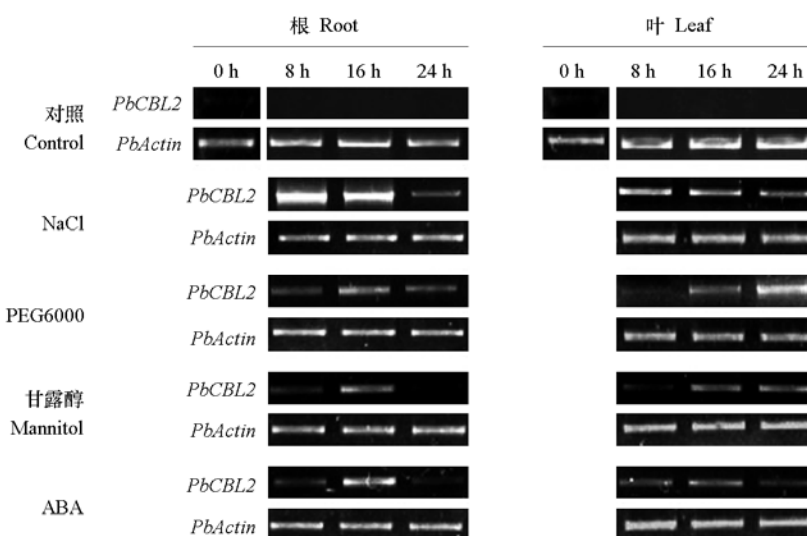 根 Root 叶 Leaf
0 h 8 h 16 h 24 h 0 h 8 h 16 h 24 h
对照
Control
PbCBL2
PbActin
NaCl
PbCBL2
PbActin
PEG6000
PbCBL2
PbActin
甘露醇
Mannitol
PbCBL2
PbActin
ABA
PbCBL2
PbActin